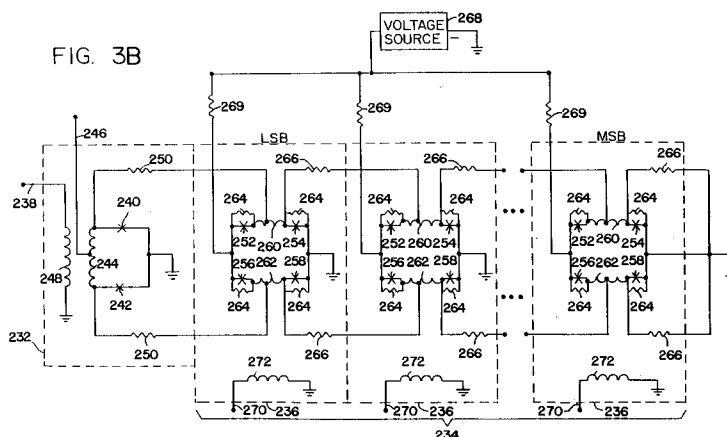 FIG. 3B
VOLTAGE SOURCE
268
269 269 269
LSB MSB
246
250 266 266 266
238 240
264 264 264 264 264 264
252 260 254 252 260 254 252 260 254
248 244
256 262 258 256 262 258 256 262 258
242
264 264 264 264 264 264
232
250 266 266 266
272 272 272
270 236 270 236 270 236
234